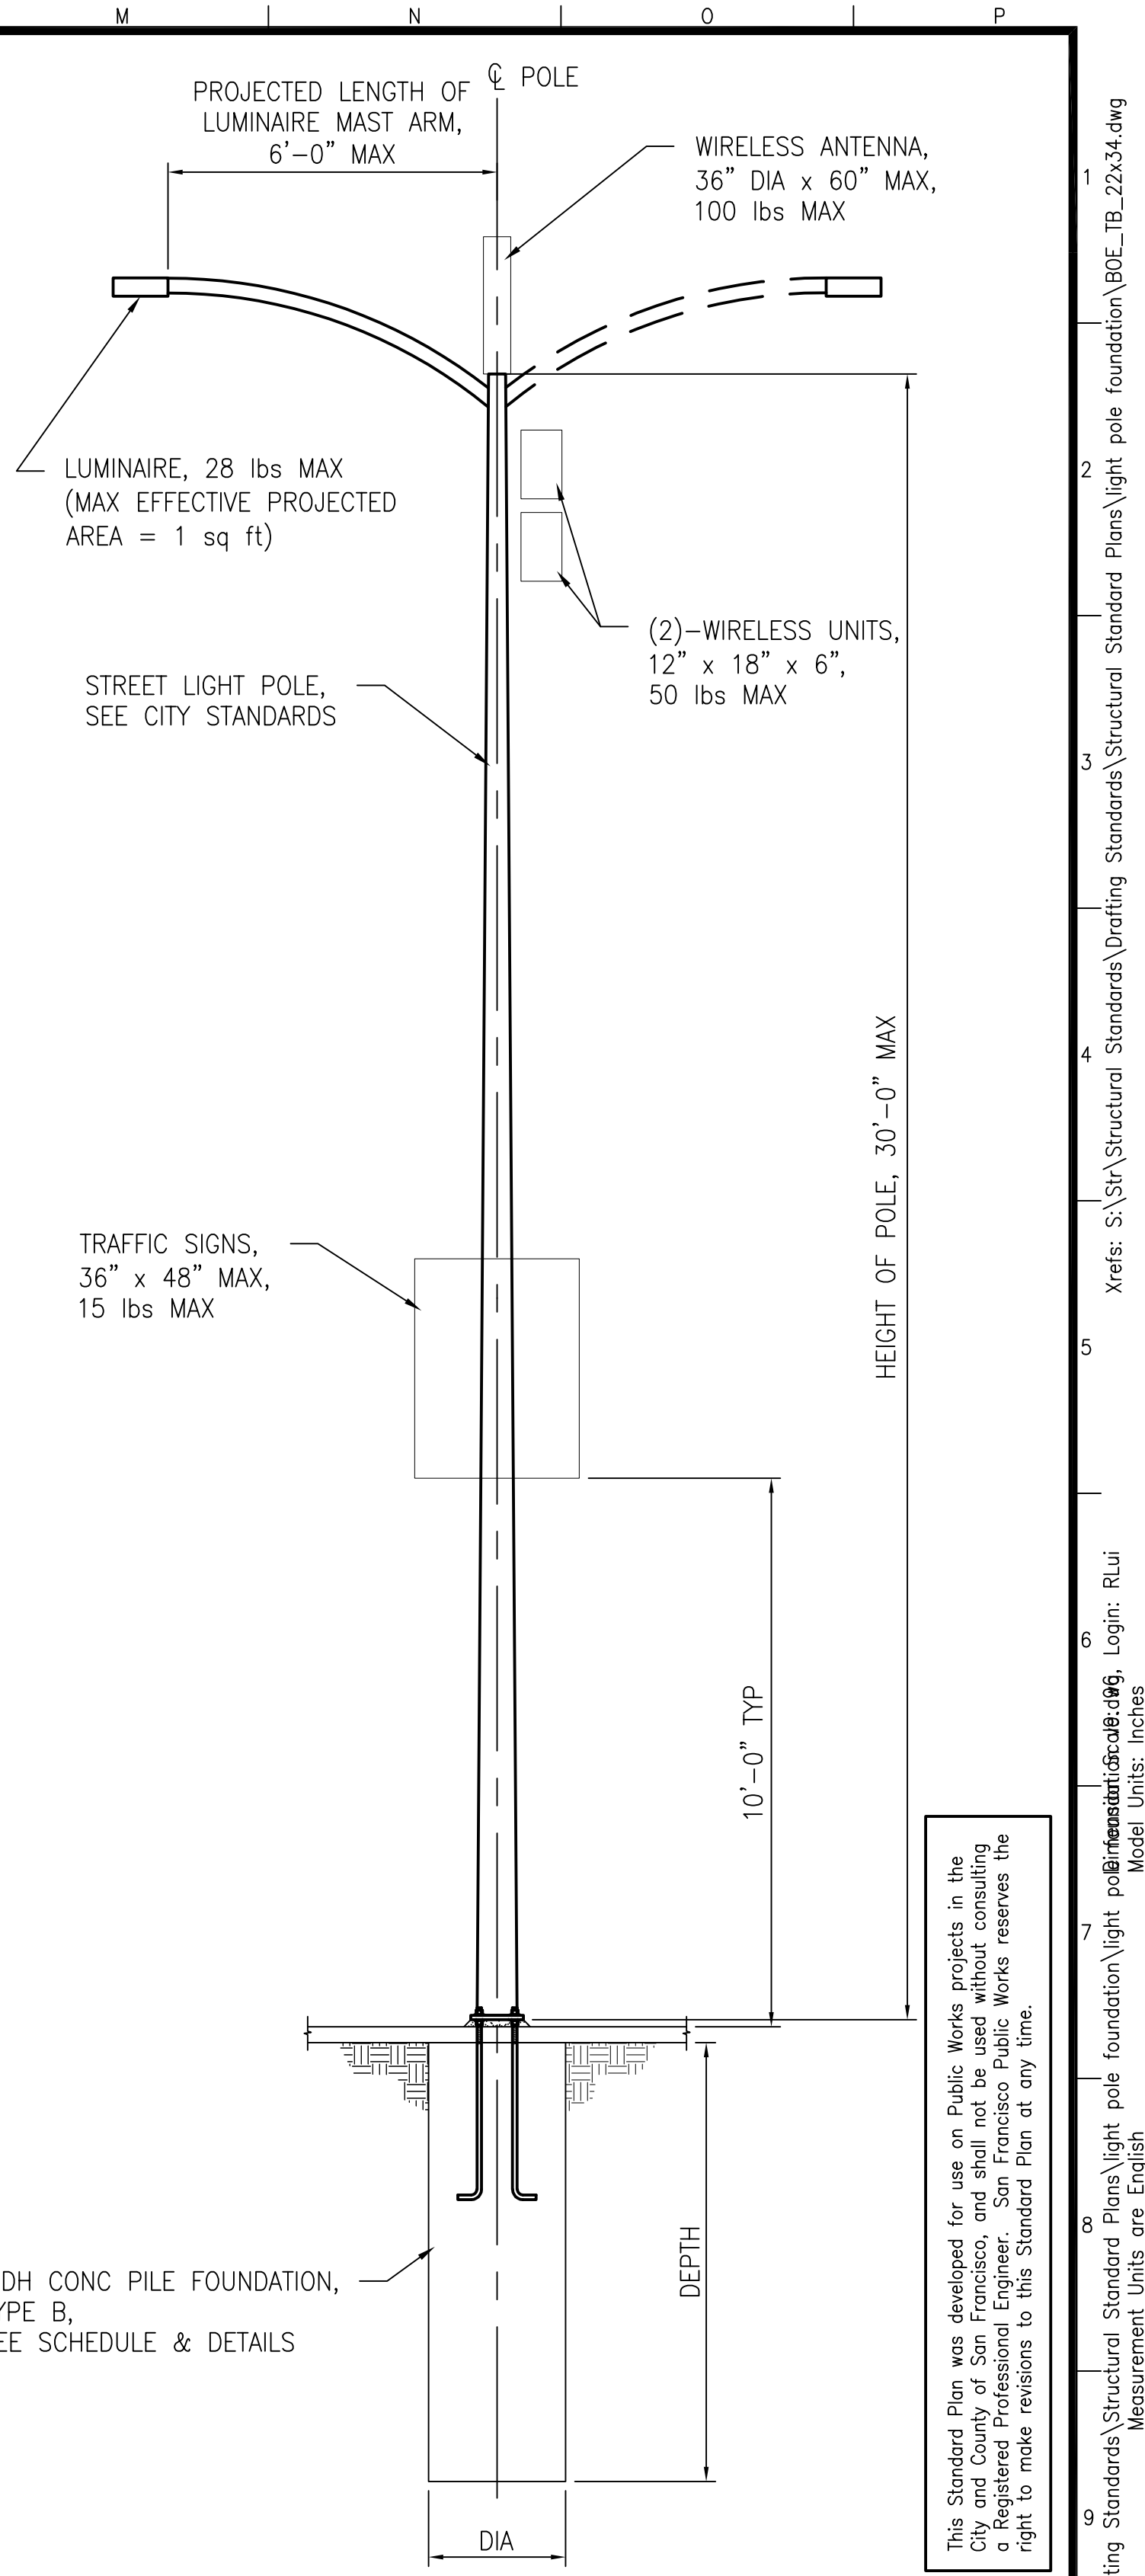 M N O P
℄ POLE
PROJECTED LENGTH OF
LUMINAIRE MAST ARM,
6'-0" MAX
WIRELESS ANTENNA,
36" DIA x 60" MAX,
100 lbs MAX
LUMINAIRE, 28 lbs MAX
(MAX EFFECTIVE PROJECTED
AREA = 1 sq ft)
(2)-WIRELESS UNITS,
12" x 18" x 6",
50 lbs MAX
STREET LIGHT POLE,
SEE CITY STANDARDS
HEIGHT OF POLE, 30'-0" MAX
TRAFFIC SIGNS,
36" x 48" MAX,
15 lbs MAX
10'-0" TYP
DH CONC PILE FOUNDATION,
YPE B,
EE SCHEDULE & DETAILS
DEPTH
DIA
This Standard Plan was developed for use on Public Works projects in the
City and County of San Francisco, and shall not be used without consulting
a Registered Professional Engineer. San Francisco Public Works reserves the
right to make revisions to this Standard Plan at any time.
1
2
3
4
5
6
7
8
9
Xrefs: S:\Str\Structural Standards\Drafting Standards\Structural Standard Plans\light pole foundation\BOE_TB_22x34.dwg
ting Standards\Structural Standard Plans\light pole foundation\light pole foundation v9.dwg, Login: RLui
Measurement Units are English
Model Units: Inches